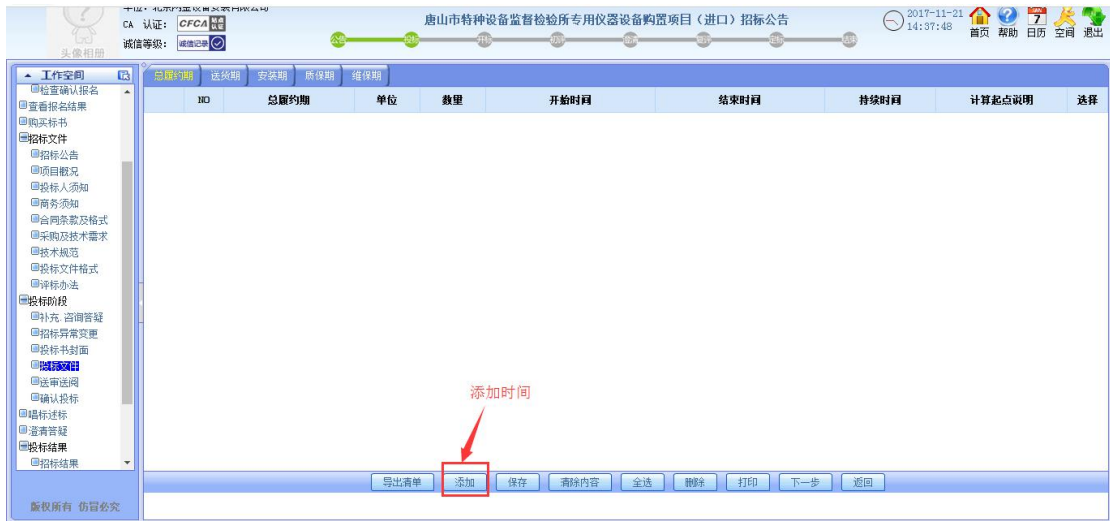 CA 认证： CFCA
唐山市特种设备监督检验所专用仪器设备购置项目（进口）招标公告
2017-11-21
14:37:48
7
首页 帮助 日历 空间 退出
诚信等级： 诚信记录
头像相册
工作空间
总履约期 送货期 安装期 质保期 维保期
NO 总履约期 单位 数里 开始时间 结束时间 持续时间 计算起点说明 选择
检查确认报名
查看报名结果
购买标书
招标文件
招标公告
项目概况
投标人须知
商务须知
合同条款及格式
采购及技术需求
技术规范
投标文件格式
评标办法
投标阶段
补充.咨询答疑
招标异常变更
投标书封面
投标文件
送审送阅
确认投标
唱标述标
澄清答疑
投标结果
招标结果
添加时间
导出清单 添加 保存 清除内容 全选 删除 打印 下一步 返回
版权所有 仿冒必究